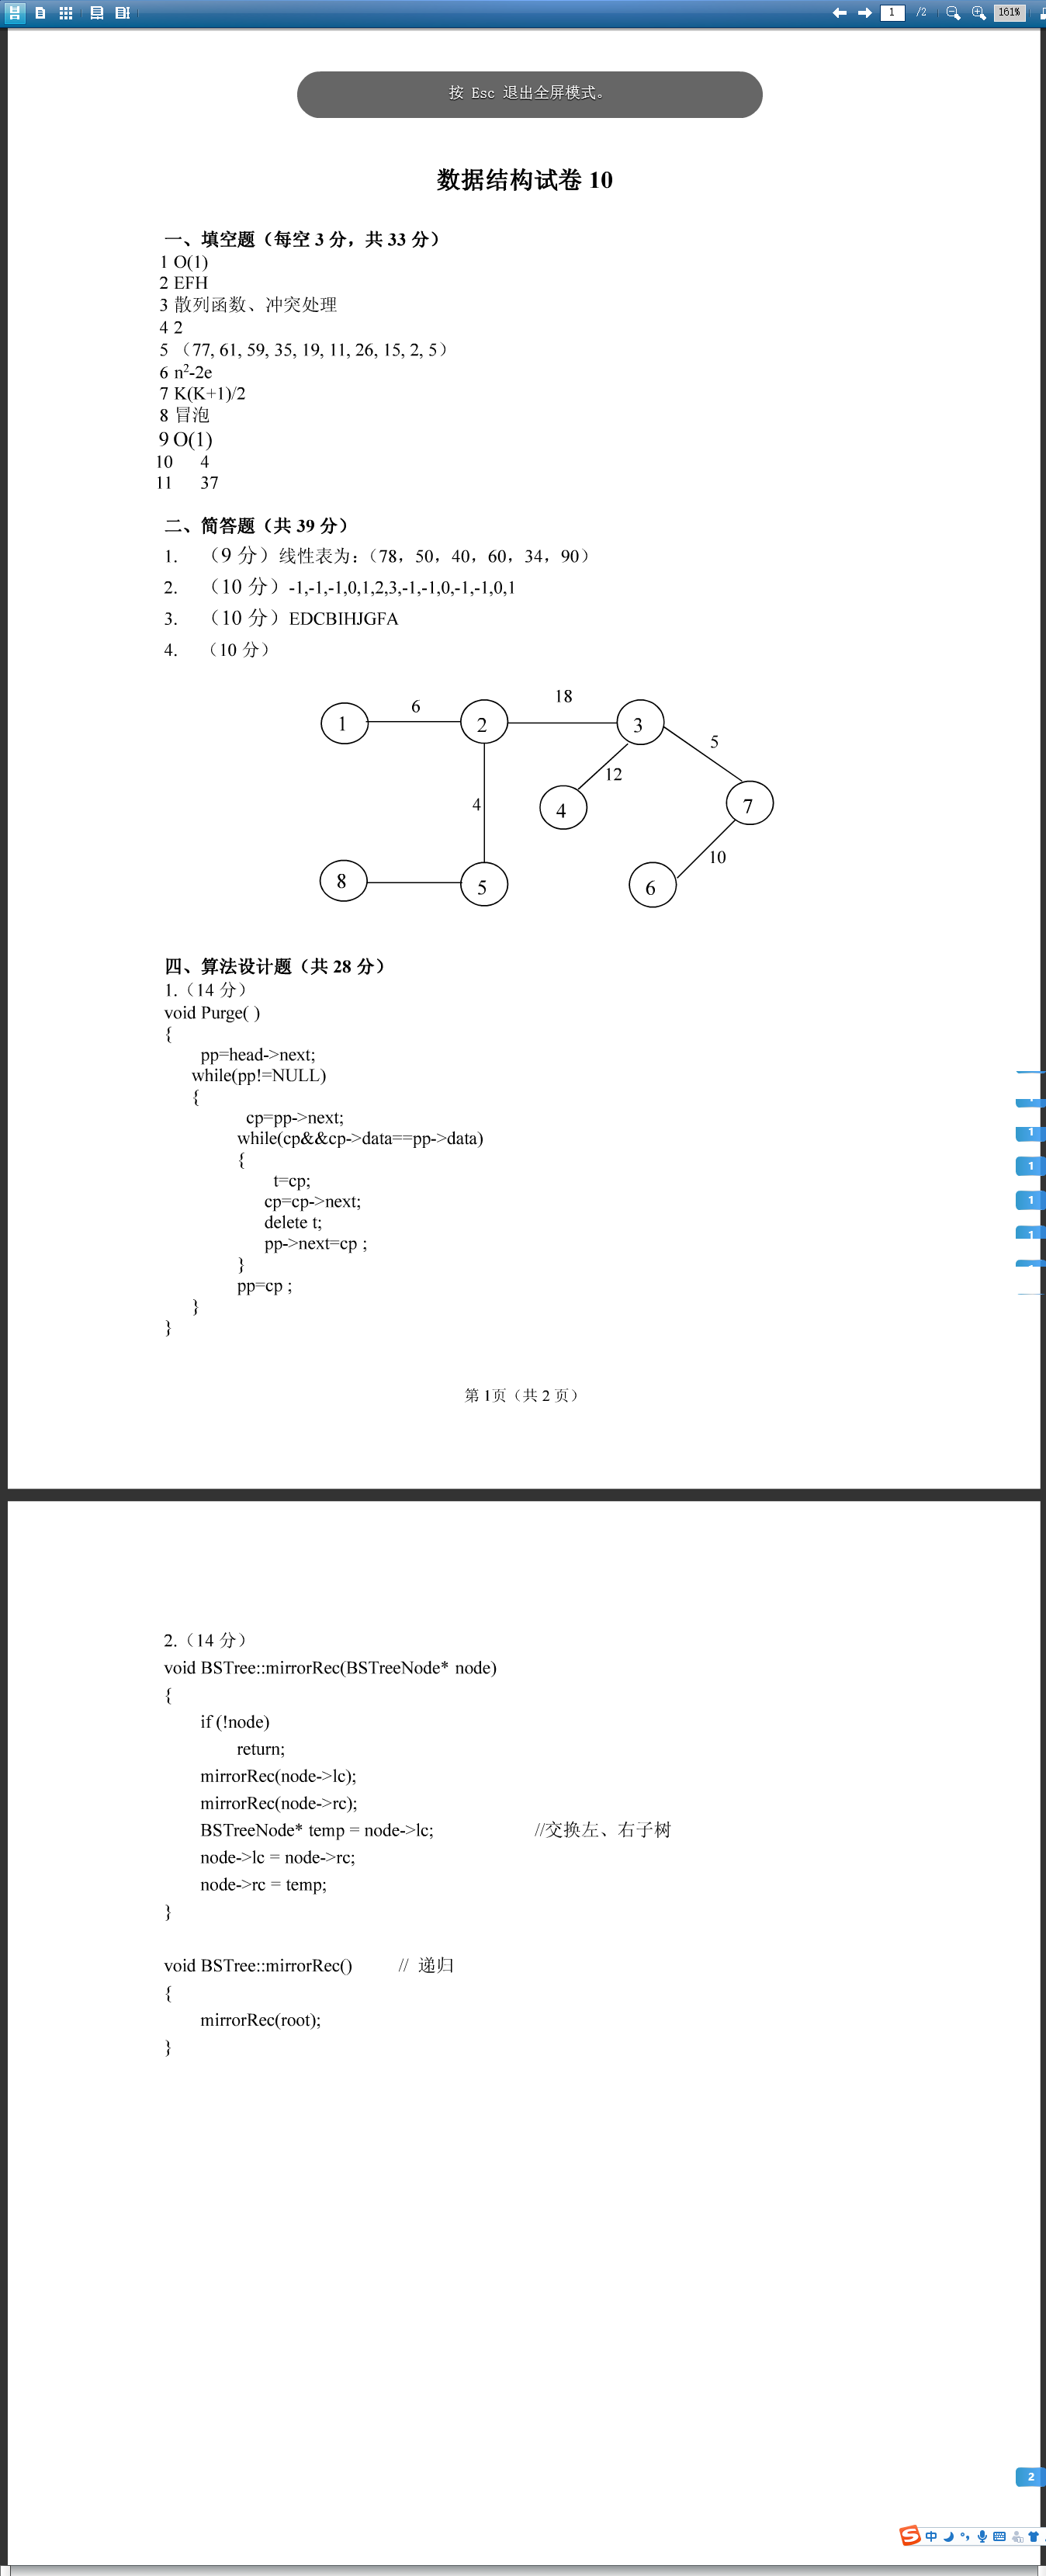 1 /2 161%
按 Esc 退出全屏模式。
数据结构试卷 10
一、填空题（每空 3 分，共 33 分）
1 O(1)
2 EFH
3 散列函数、冲突处理
4 2
5 （77, 61, 59, 35, 19, 11, 26, 15, 2, 5）
6 n²-2e
7 K(K+1)/2
8 冒泡
9 O(1)
10 4
11 37
二、简答题（共 39 分）
1. （9 分）线性表为：（78，50，40，60，34，90）
2. （10 分）-1,-1,-1,0,1,2,3,-1,-1,0,-1,-1,0,1
3. （10 分）EDCBIHJGFA
4. （10 分）
6 18
1 2 3
5
12
4
4 7
10
8 5 6
四、算法设计题（共 28 分）
1.（14 分）
void Purge( )
{
pp=head->next;
while(pp!=NULL)
{
cp=pp->next;
while(cp&&cp->data==pp->data)
{
t=cp;
cp=cp->next;
delete t;
pp->next=cp ;
}
pp=cp ;
}
}
1
1
1
1
第 1页（共 2 页）
2.（14 分）
void BSTree::mirrorRec(BSTreeNode* node)
{
if (!node)
return;
mirrorRec(node->lc);
mirrorRec(node->rc);
BSTreeNode* temp = node->lc; //交换左、右子树
node->lc = node->rc;
node->rc = temp;
}
void BSTree::mirrorRec() // 递归
{
mirrorRec(root);
}
2
S 中